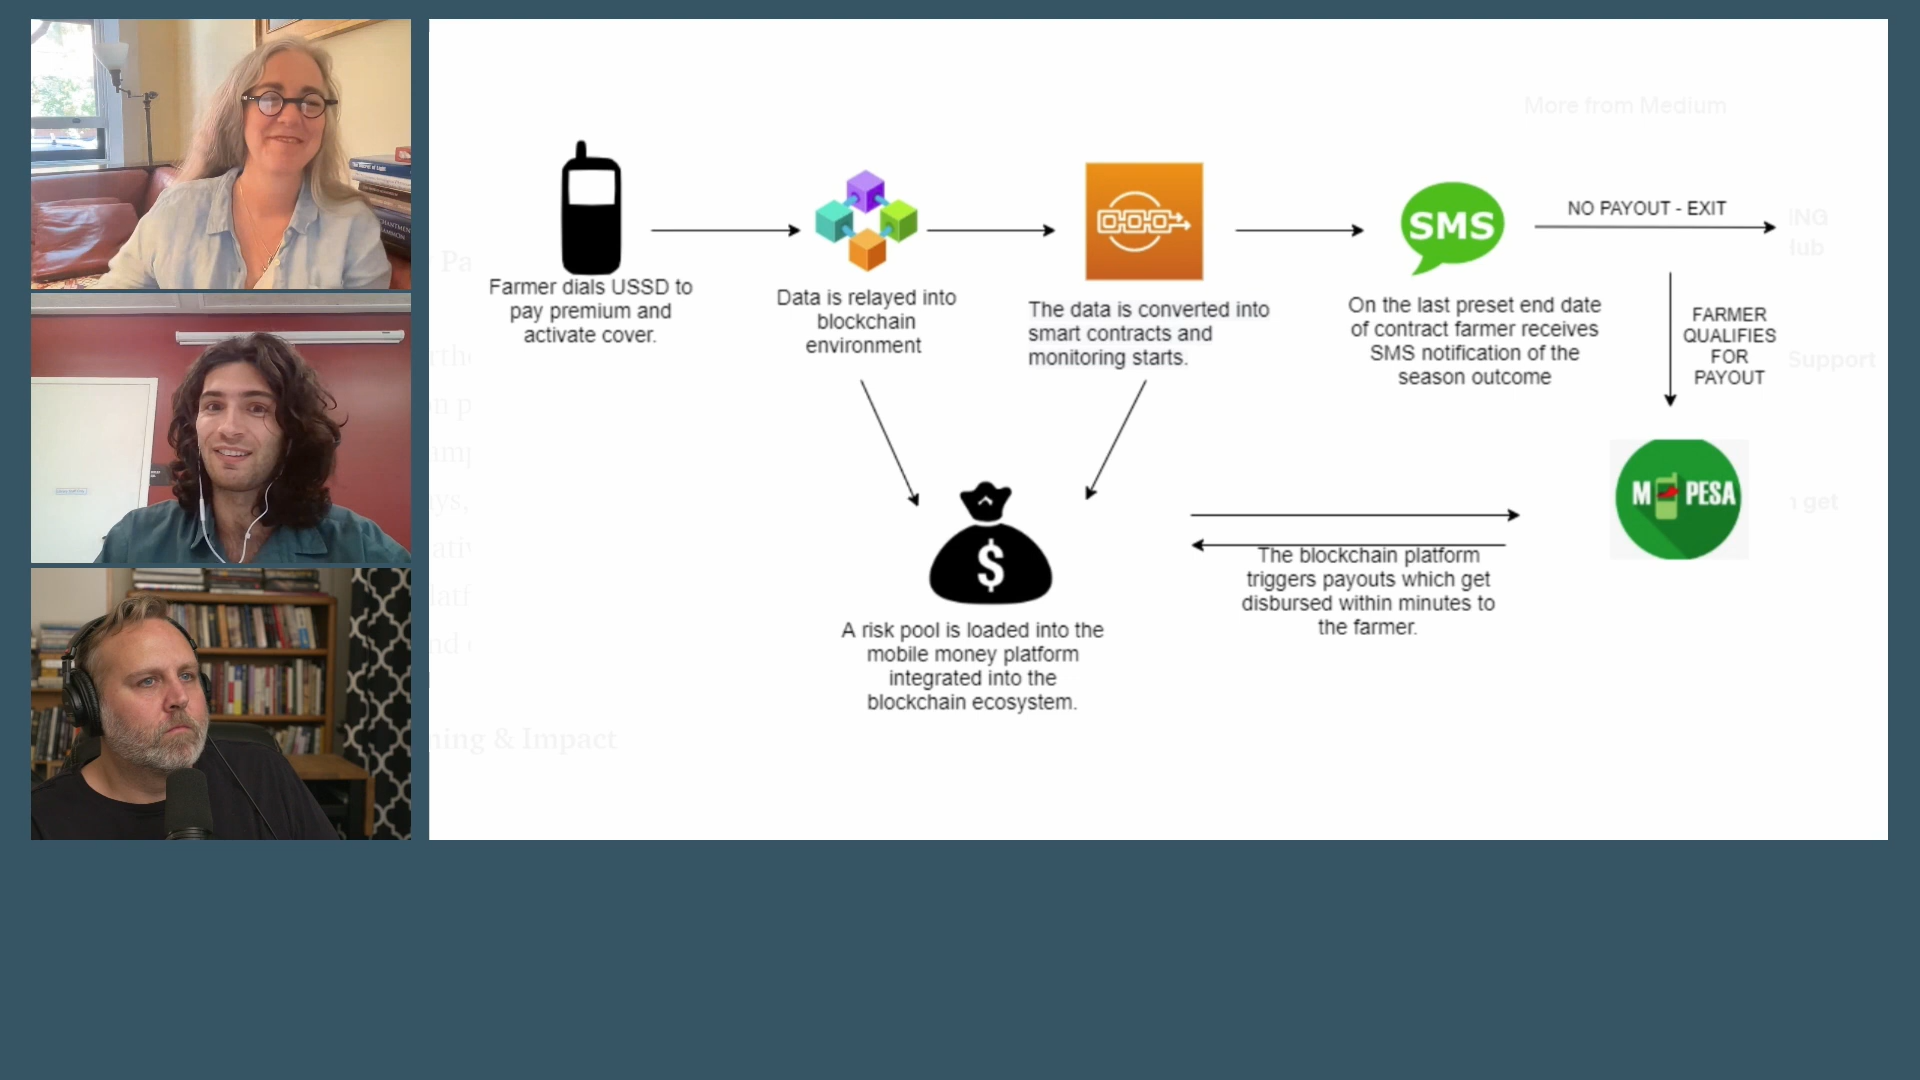 More from Medium
Farmer dials USSD to
pay premium and
activate cover.
Data is relayed into
blockchain
environment
The data is converted into
smart contracts and
monitoring starts.
SMS
On the last preset end date
of contract farmer receives
SMS notification of the
season outcome
NO PAYOUT - EXIT
FARMER
QUALIFIES
FOR
PAYOUT
Support
get
M PESA
The blockchain platform
triggers payouts which get
disbursed within minutes to
the farmer.
$
A risk pool is loaded into the
mobile money platform
integrated into the
blockchain ecosystem.
& Impact